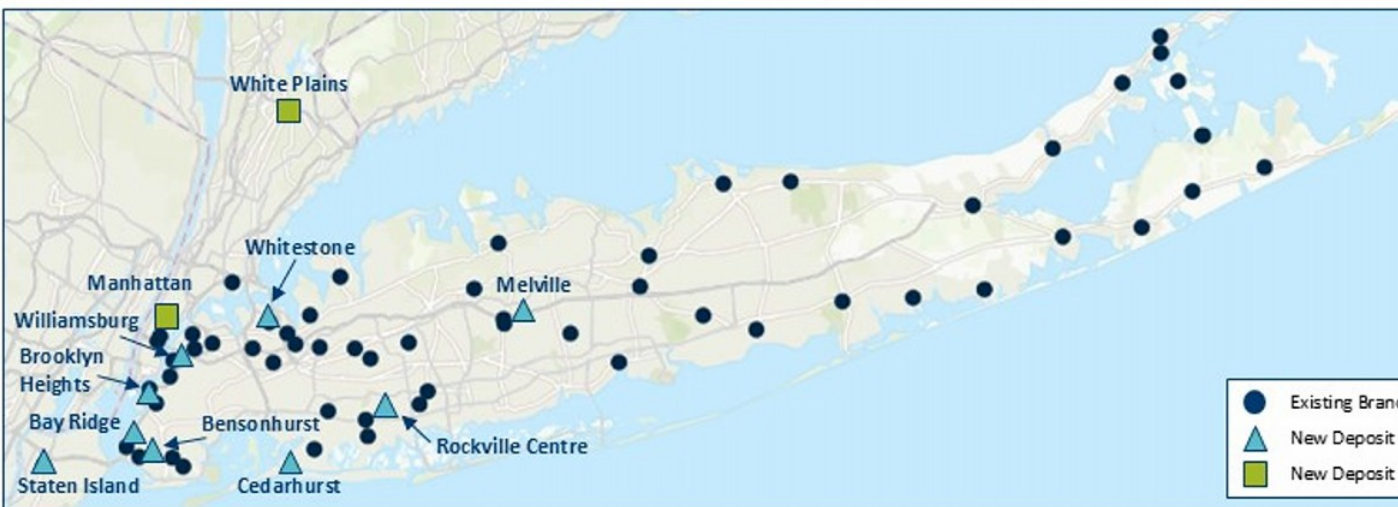 White Plains
Whitestone
Manhattan
Melville
Williamsburg
Brooklyn
Heights
Bay Ridge
Bensonhurst
Rockville Centre
Staten Island
Cedarhurst
Existing
New Deposit
New Deposit